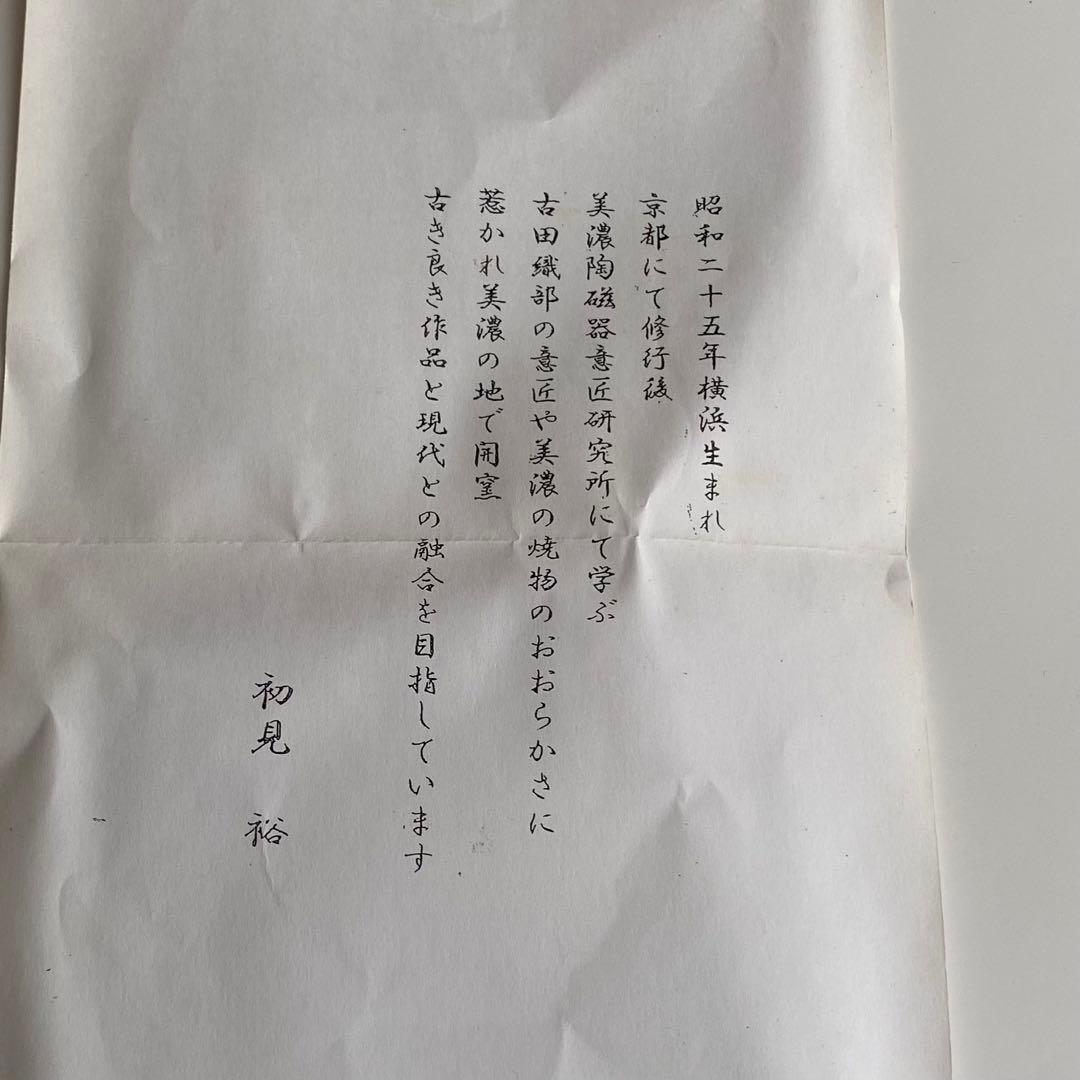 昭和二十五年横浜生まれ
京都にて修行後
美濃陶磁器意匠研究所にて学ぶ
古田織部の意匠や美濃の焼物のおおらかさに
惹かれ美濃の地で開窯
古き良き作品と現代との融合を目指しています
初見 裕